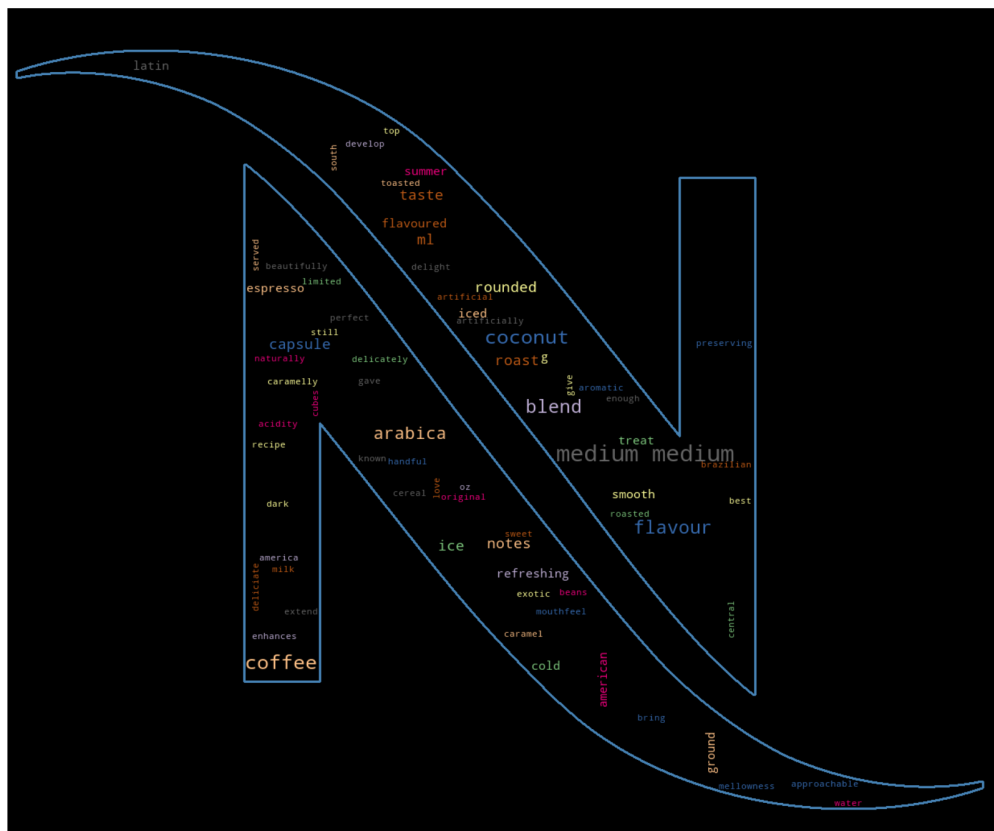 latin
top
develop
south
summer
toasted
taste
flavoured
ml
served
beautifully
delight
limited
espresso
rounded
artificial
iced
perfect
artificially
still
coconut
capsule
preserving
naturally
delicately
roast
g
caramelly
gave
give
aromatic
cubes
enough
blend
acidity
arabica
treat
recipe
medium medium
known
handful
brazilian
love
oz
cereal
original
smooth
best
dark
roasted
flavour
sweet
ice
notes
america
milk
refreshing
deliciate
exotic
beans
extend
mouthfeel
central
enhances
caramel
coffee
cold
american
bring
ground
mellowness
approachable
water